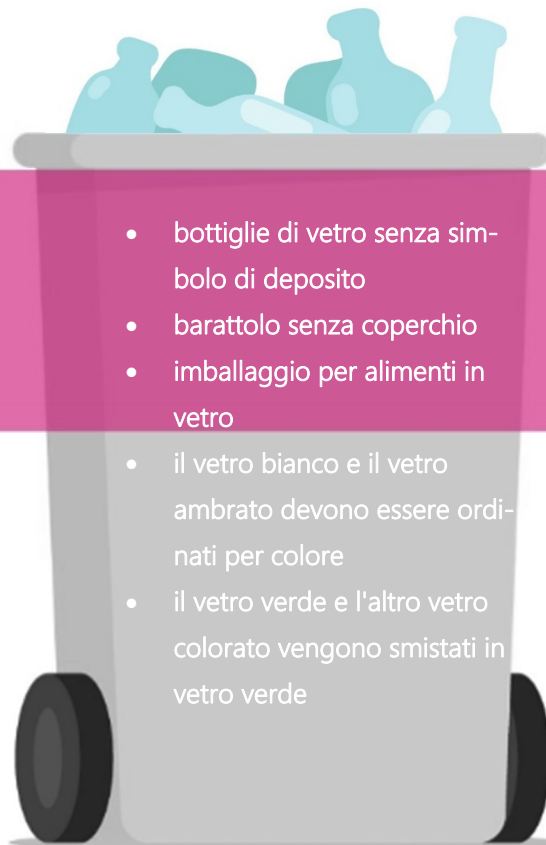 • bottiglie di vetro senza sim-
bolo di deposito
• barattolo senza coperchio
• imballaggio per alimenti in
vetro
• il vetro bianco e il vetro
ambrato devono essere ordi-
nati per colore
• il vetro verde e l'altro vetro
colorato vengono smistati in
vetro verde